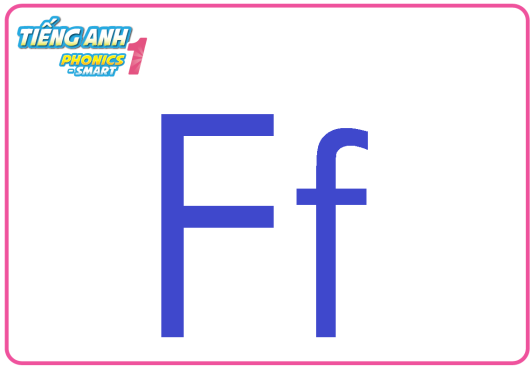 TIẾNG ANH 1
PHONICS
-SMART
Ff